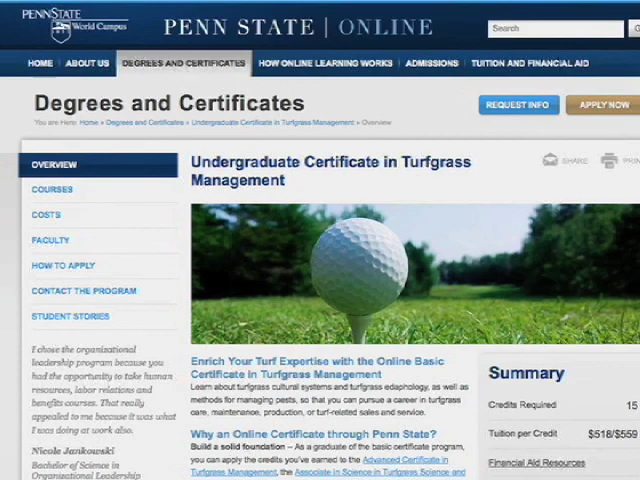 PENNSTATE
World Campus
PENN STATE | ONLINE
Search
HOME
ABOUT US
DEGREES AND CERTIFICATES
HOW ONLINE LEARNING WORKS
ADMISSIONS
TUITION AND FINANCIAL AID
Degrees and Certificates
REQUEST INFO
APPLY NOW
You are Here: Home » Degrees and Certificates » Undergraduate Certificate in Turfgrass Management » Overview
OVERVIEW
COURSES
COSTS
FACULTY
HOW TO APPLY
CONTACT THE PROGRAM
STUDENT STORIES
I chose the organizational
leadership program because you
had the opportunity to take human
resources, labor relations and
benefits courses. That really
appealed to me because it was what
I was doing at work also.
Nicole Jankowski
Bachelor of Science in
Organizational Leadership
Undergraduate Certificate in Turfgrass
Management
SHARE
PRIN
Enrich Your Turf Expertise with the Online Basic
Certificate in Turfgrass Management
Learn about turfgrass cultural systems and turfgrass edaphology, as well as
methods for managing pests, so that you can pursue a career in turfgrass
care, maintenance, production, or turf-related sales and service.
Why an Online Certificate through Penn State?
Build a solid foundation – As a graduate of the basic certificate program,
you can apply the credits you've earned to the Advanced Certificate in
Turfgrass Management, the Associate in Science in Turfgrass Science and
Summary
Credits Required 15
Tuition per Credit $518/$559
Financial Aid Resources